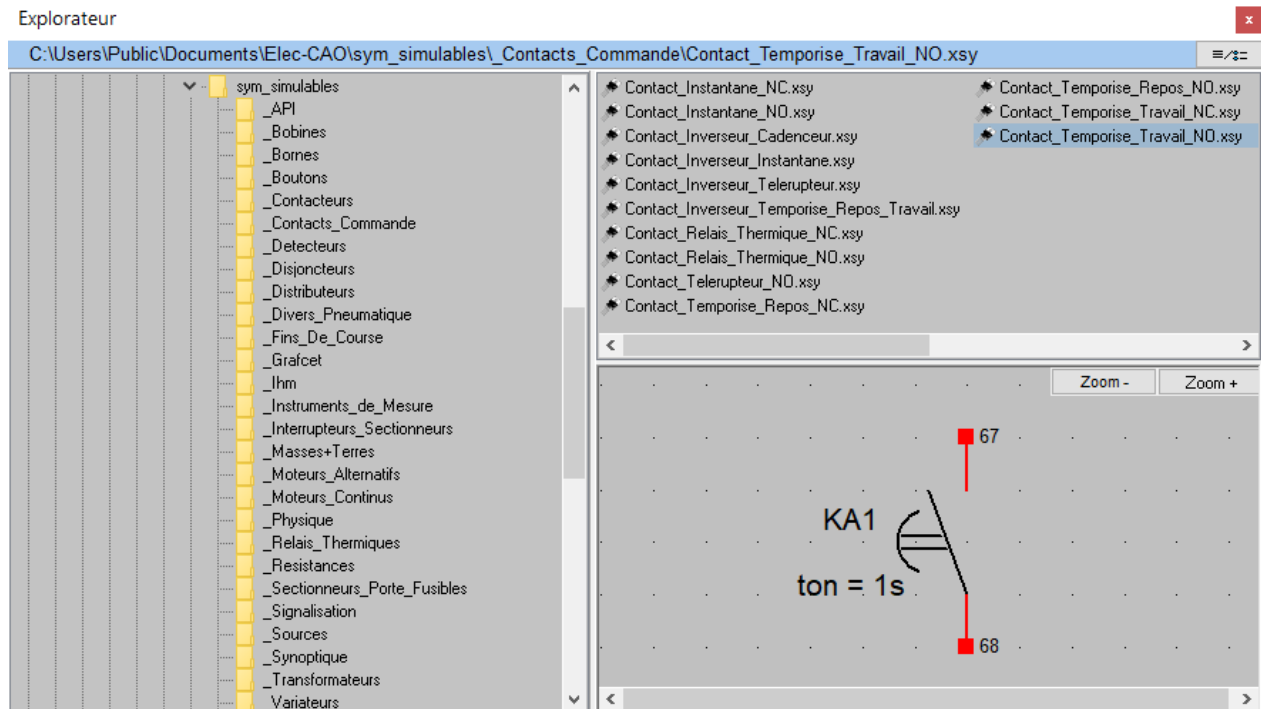 Explorateur
x
C:\Users\Public\Documents\Elec-CAO\sym_simulables\_Contacts_Commande\Contact_Temporise_Travail_NO.xsy
sym_simulables
_API
_Bobines
_Bornes
_Boutons
_Contacteurs
_Contacts_Commande
_Detecteurs
_Disjoncteurs
_Distributeurs
_Divers_Pneumatique
_Fins_De_Course
_Grafcet
_Ihm
_Instruments_de_Mesure
_Interrupteurs_Sectionneurs
_Masses+Terres
_Moteurs_Alternatifs
_Moteurs_Continus
_Physique
_Relais_Thermiques
_Resistances
_Sectionneurs_Porte_Fusibles
_Signalisation
_Sources
_Synoptique
_Transformateurs
_Variateurs
Contact_Instantane_NC.xsy
Contact_Instantane_NO.xsy
Contact_Inverseur_Cadenceur.xsy
Contact_Inverseur_Instantane.xsy
Contact_Inverseur_Telerupteur.xsy
Contact_Inverseur_Temporise_Repos_Travail.xsy
Contact_Relais_Thermique_NC.xsy
Contact_Relais_Thermique_NO.xsy
Contact_Telerupteur_NO.xsy
Contact_Temporise_Repos_NC.xsy
Contact_Temporise_Repos_NO.xsy
Contact_Temporise_Travail_NC.xsy
Contact_Temporise_Travail_NO.xsy
Zoom -
Zoom +
67
KA1
ton = 1s
68